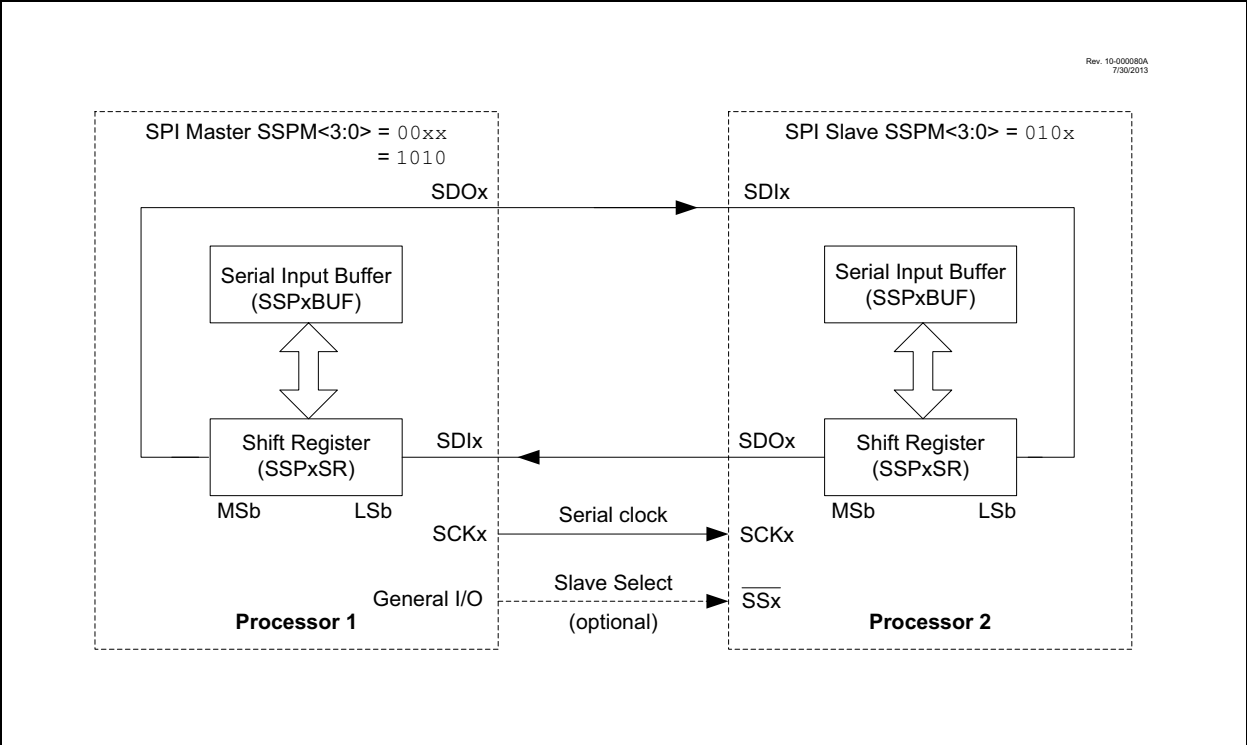 Rev. 10-000080A
7/30/2013
SPI Master SSPM<3:0> = 00xx
= 1010
SPI Slave SSPM<3:0> = 010x
SDOx
SDIx
Serial Input Buffer
(SSPxBUF)
Serial Input Buffer
(SSPxBUF)
Shift Register
(SSPxSR)
SDIx
SDOx
Shift Register
(SSPxSR)
MSb
LSb
MSb
LSb
SCKx
Serial clock
SCKx
General I/O
Slave Select
(optional)
SSx
Processor 1
Processor 2